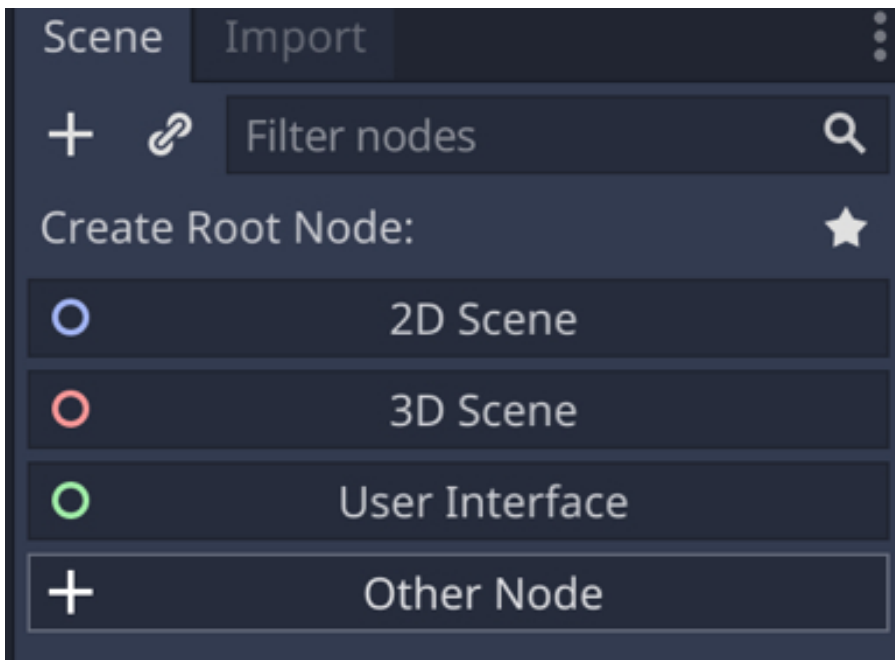 Scene Import
Filter nodes
Create Root Node:
2D Scene
3D Scene
User Interface
Other Node